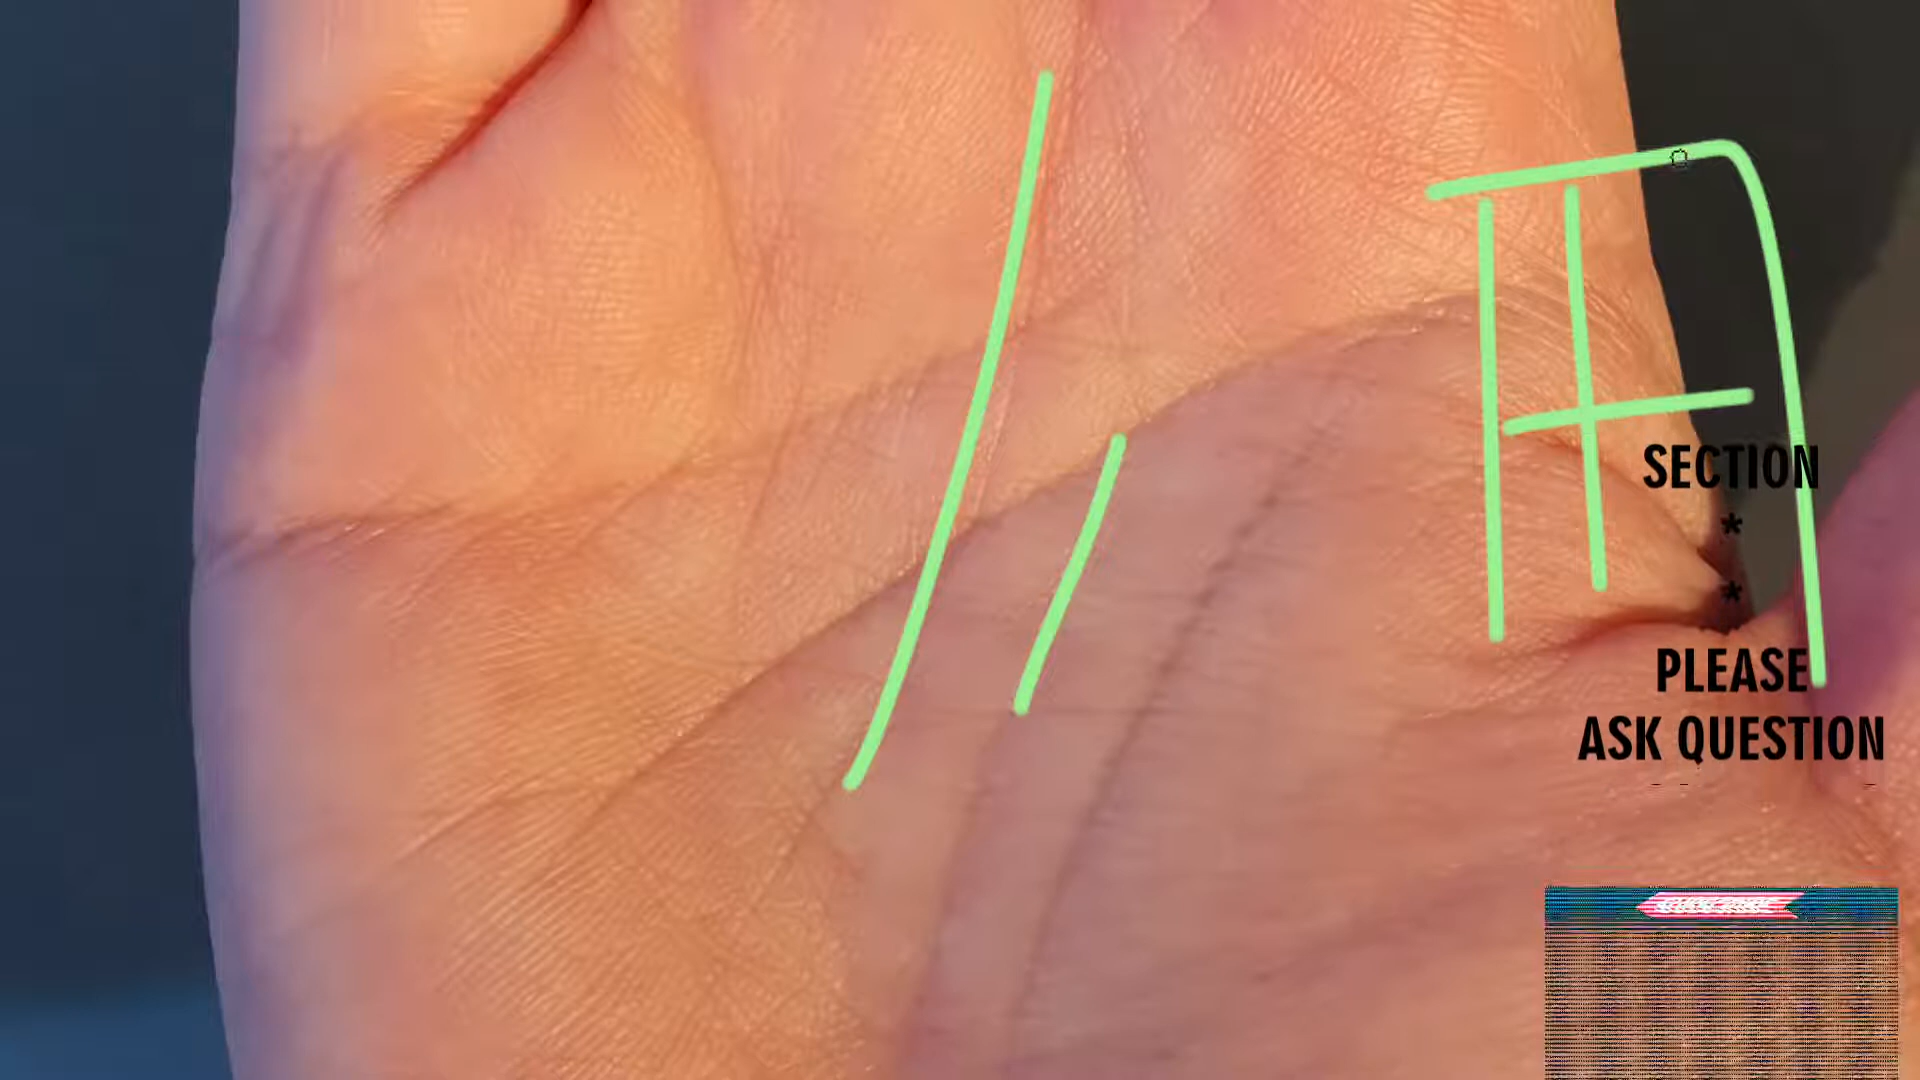 SECTION
*
*
PLEASE
ASK QUESTION